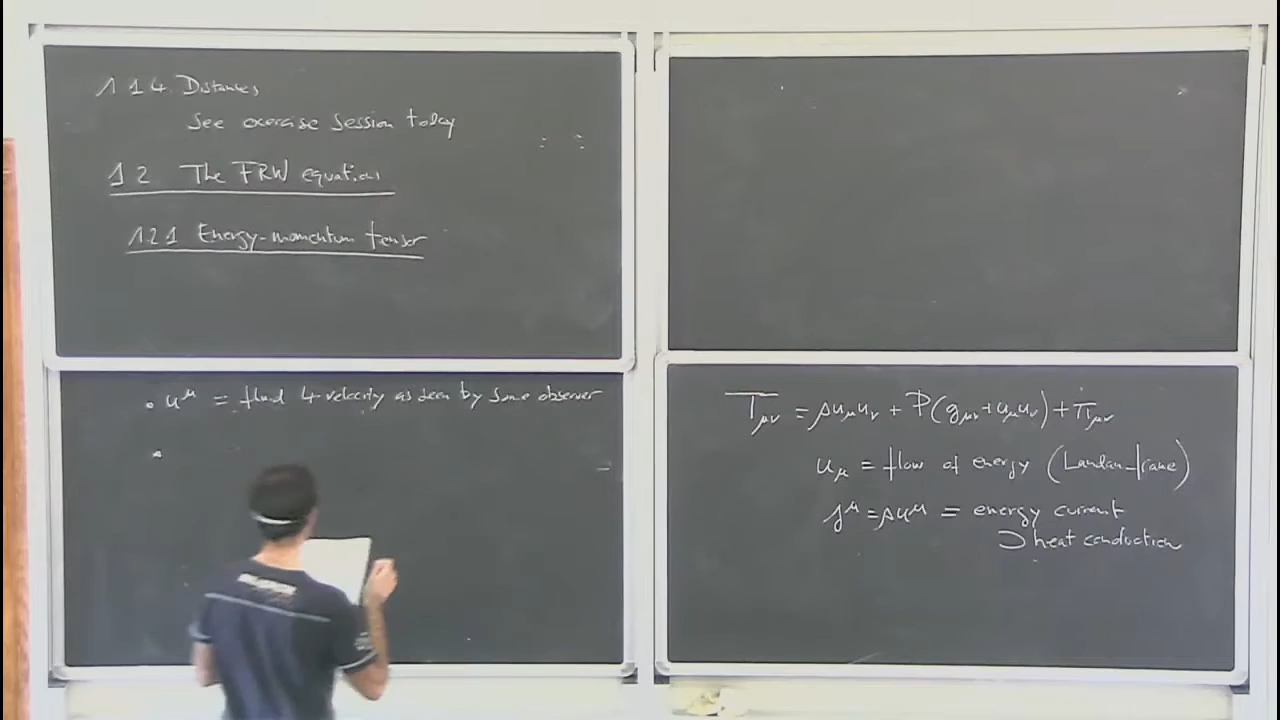 1.1.4. Distances
See exercise session today
1.2 The FRW equations
1.2.1 Energy-momentum tensor
• u^μ = fluid 4-velocity as seen by some observer
T_μν = ρu_μu_ν + P(g_μν+u_μu_ν) + π_μν
u_μ = flow of energy (Landau-frame)
J^μ = ρu^μ = energy current
⊃ heat conduction